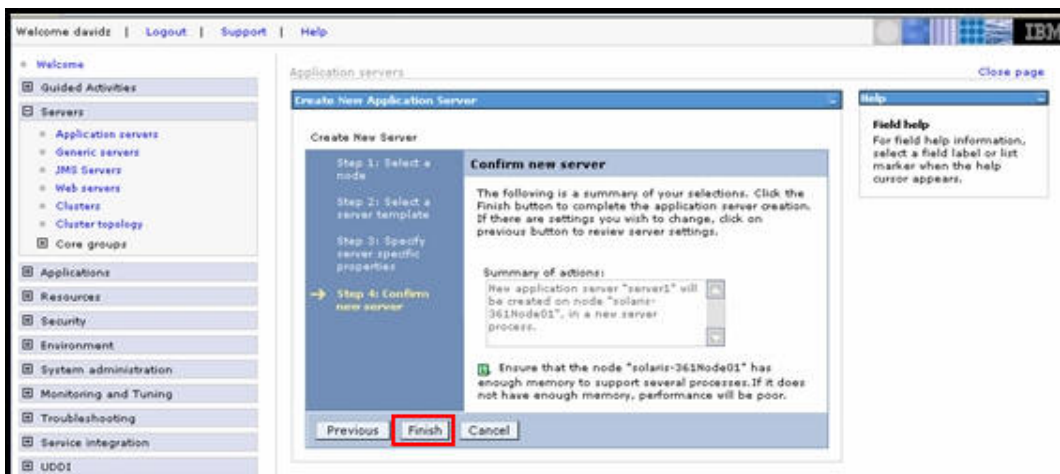 Welcome davidz | Logout | Support | Help
IBM
Welcome
Guided Activities
Servers
Application servers
Generic servers
JMS Servers
Web servers
Clusters
Cluster topology
Core groups
Applications
Resources
Security
Environment
System administration
Monitoring and Tuning
Troubleshooting
Service integration
UDDI
Application servers
Close page
Create New Application Server
Create New Server
Step 1: Select a
node
Step 2: Select a
server template
Step 3: Specify
server specific
properties
Step 4: Confirm
new server
Confirm new server
The following is a summary of your selections. Click the
Finish button to complete the application server creation.
If there are settings you wish to change, click on
previous button to review server settings.
Summary of actions:
New application server "server1" will
be created on node "solaris-
361Node01", in a new server
process.
Ensure that the node "solaris-361Node01" has
enough memory to support several processes.If it does
not have enough memory, performance will be poor.
Previous
Finish
Cancel
Help
Field help
For field help information,
select a field label or list
marker when the help
cursor appears.